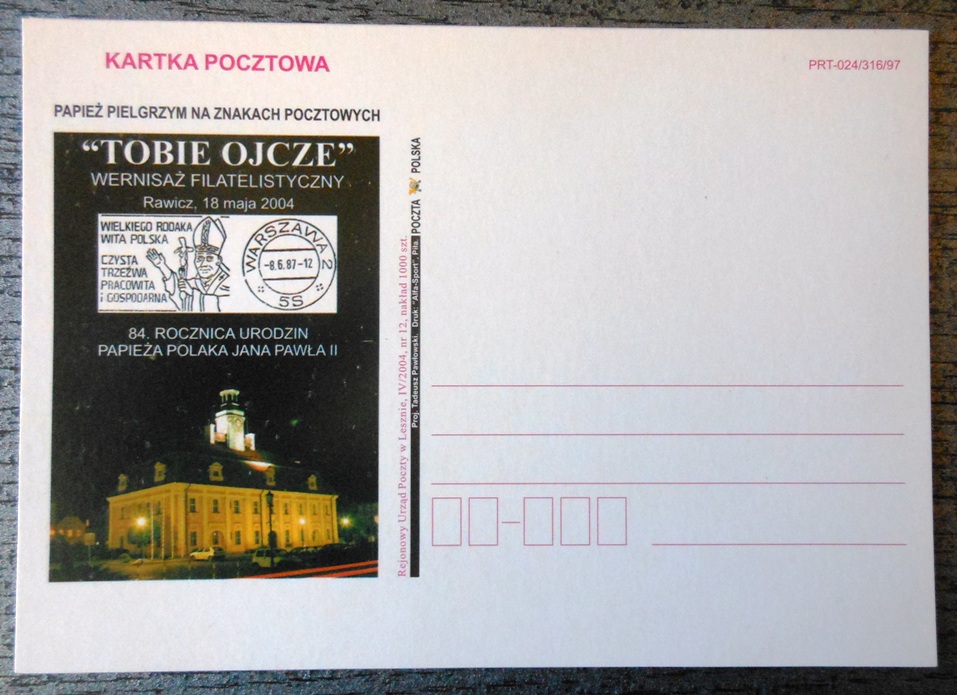 KARTKA POCZTOWA
PRT-024/316/97
PAPIEŻ PIELGRZYM NA ZNAKACH POCZTOWYCH
“TOBIE OJCZE”
WERNISAŻ FILATELISTYCZNY
Rawicz, 18 maja 2004
WIELKIEGO RODAKA
WITA POLSKA
CZYSTA
TRZEŹWA
PRACOWITA
i GOSPODARNA
WARSZAWA 2
-8.6.87-12
5S
84. ROCZNICA URODZIN
PAPIEŻA POLAKA JANA PAWŁA II
Rejonowy Urząd Poczty w Lesznie, IV/2004, nr 12, nakład 1000 szt.
Proj. Tadeusz Pawłowski, Druk: "Alfa-Sport", Piła.
POCZTA POLSKA